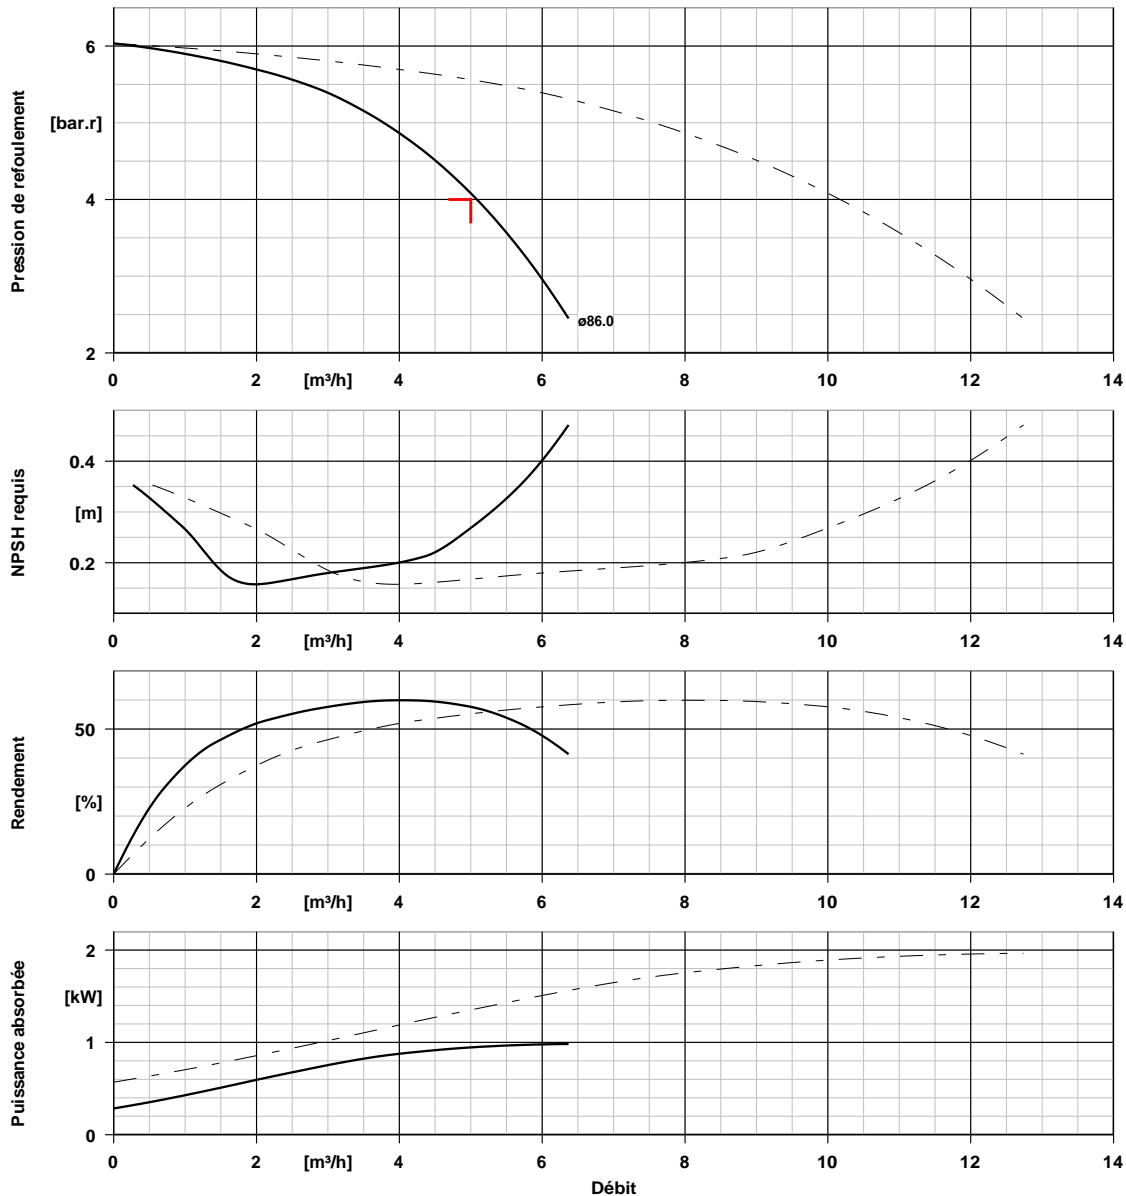 Pression de refoulement
[bar.r]
6
4
2
ø86.0
0 2 [m³/h] 4 6 8 10 12 14
NPSH requis
[m]
0.4
0.2
0 2 [m³/h] 4 6 8 10 12 14
Rendement
[%]
50
0
0 2 [m³/h] 4 6 8 10 12 14
Puissance absorbée
[kW]
2
1
0
0 2 [m³/h] 4 6 8 10 12 14
Débit